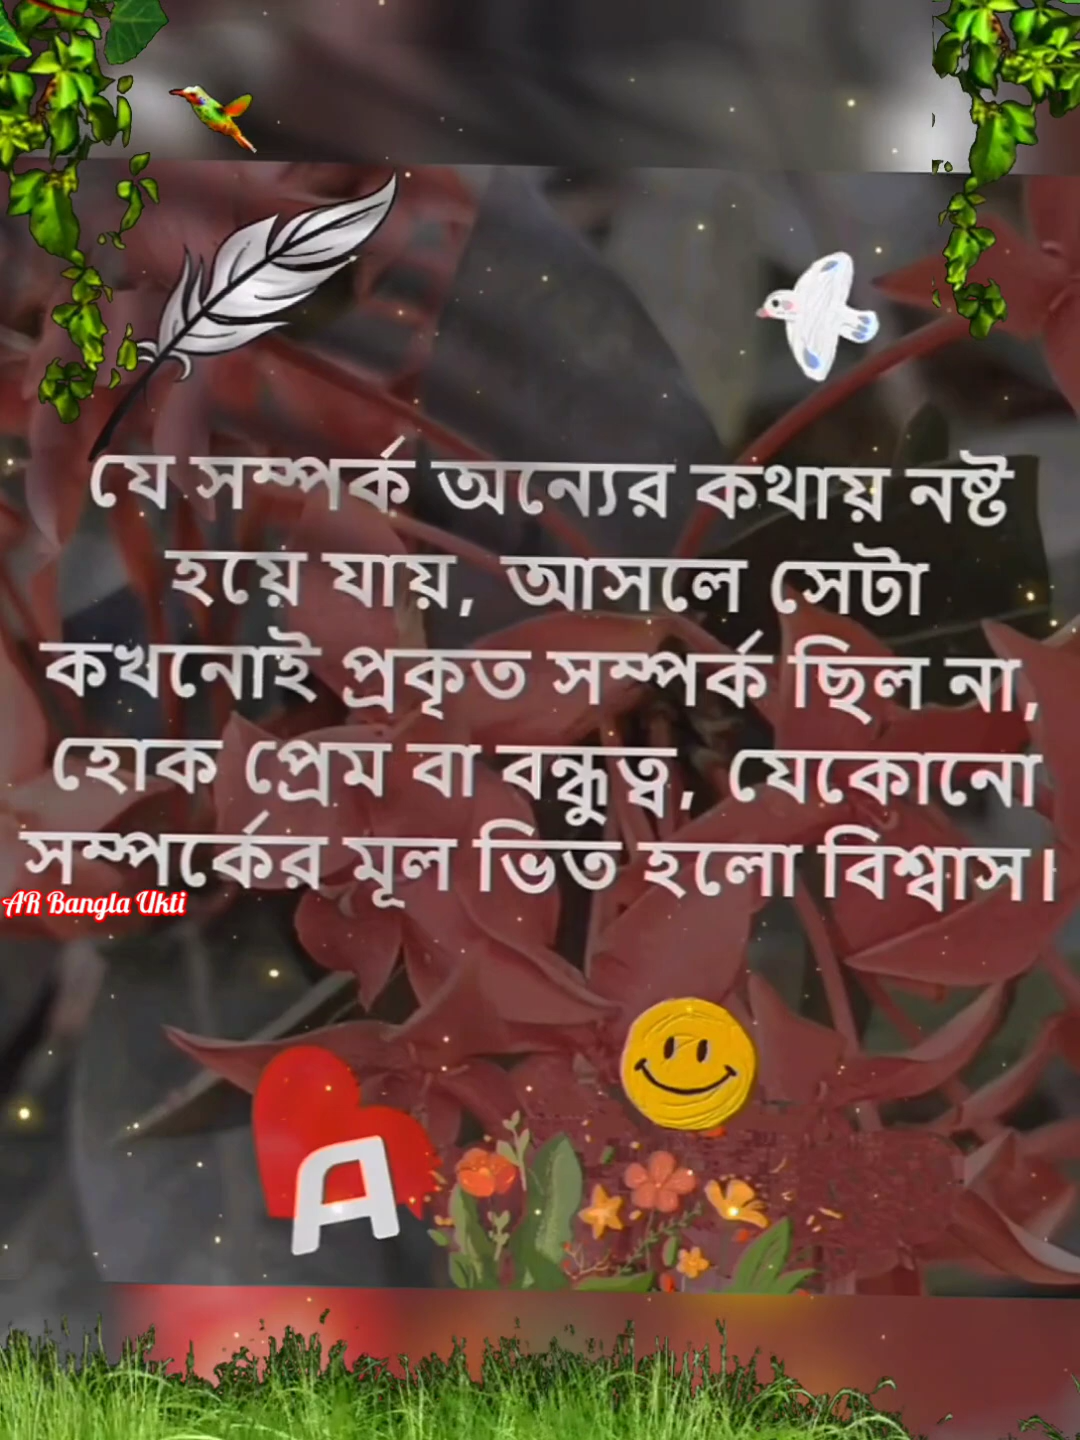 যে সম্পর্ক অন্যের কথায় নষ্ট
হয়ে যায়, আসলে সেটা
কখনোই প্রকৃত সম্পর্ক ছিল না,
হোক প্রেম বা বন্ধুত্ব, যেকোনো
সম্পর্কের মূল ভিত হলো বিশ্বাস।
AR Bangla Ukti
A